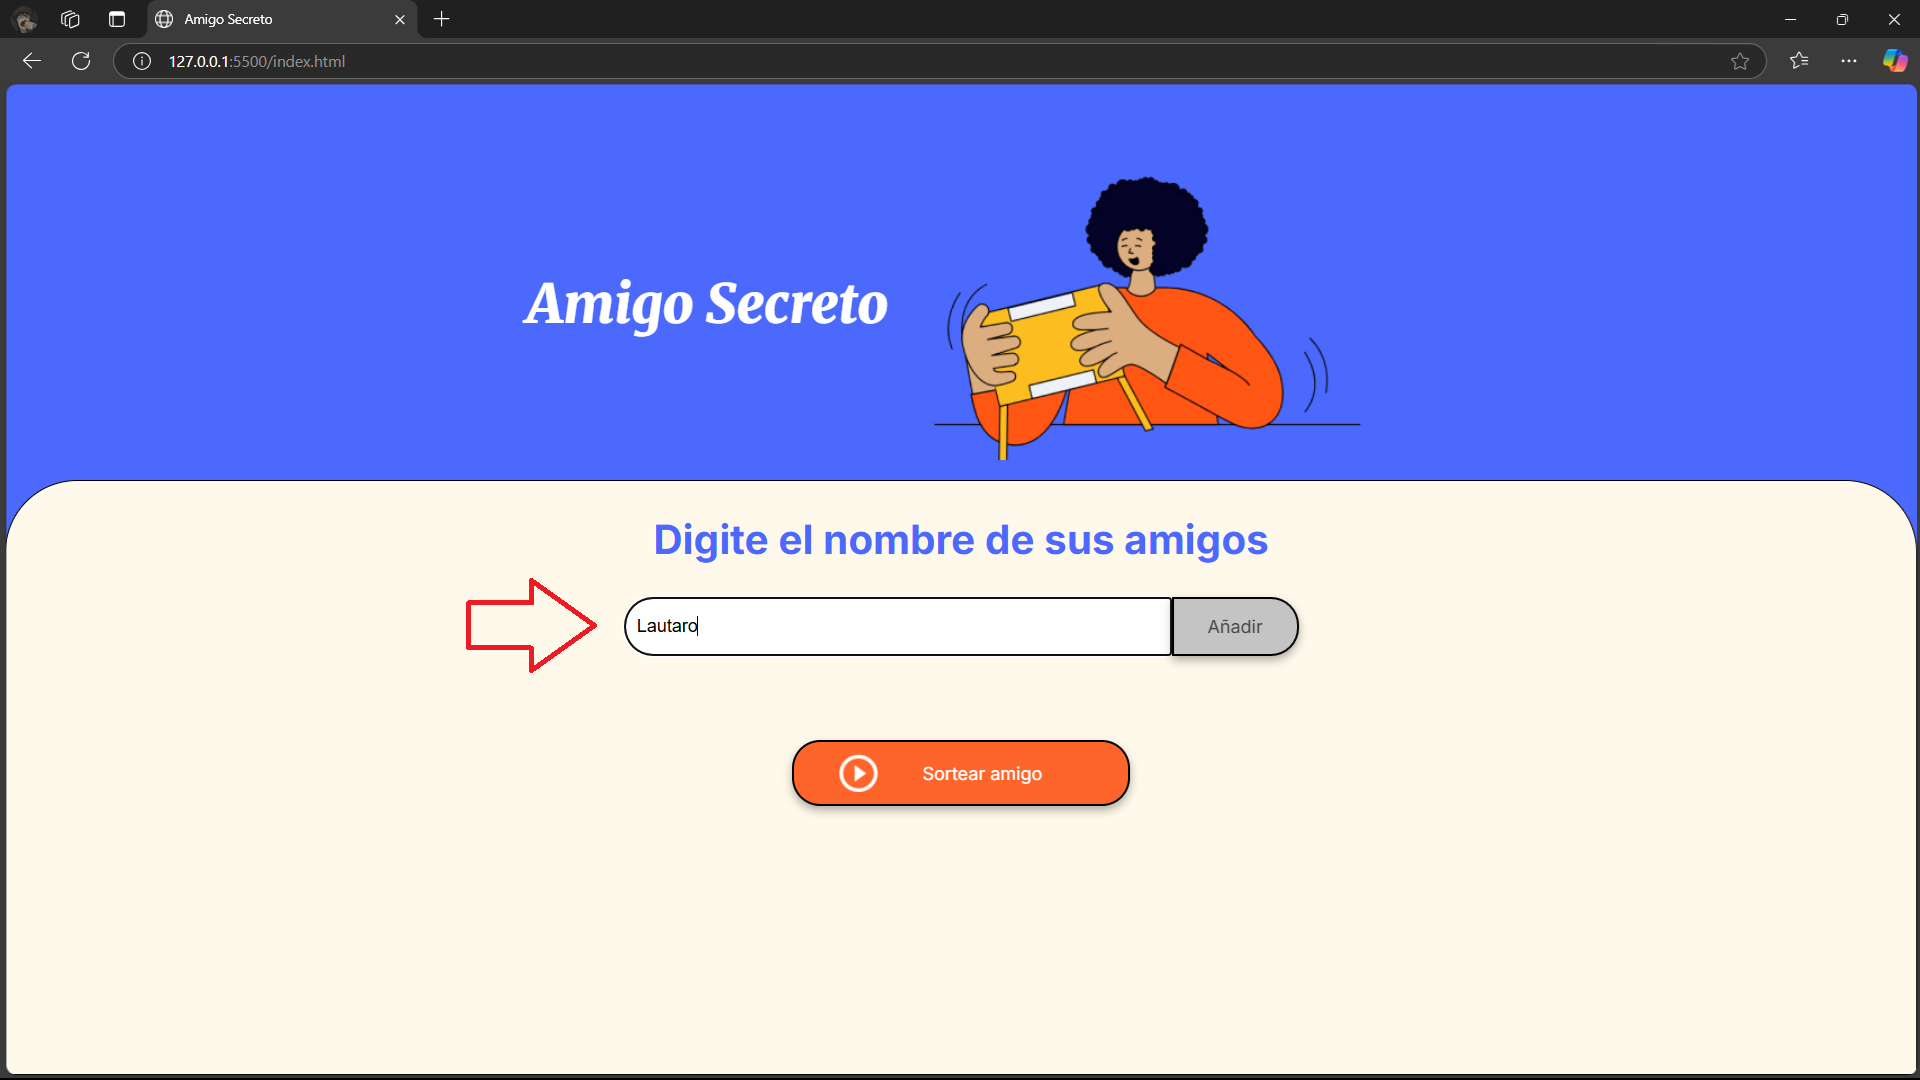 Amigo Secreto
127.0.0.1:5500/index.html
Amigo Secreto
Digite el nombre de sus amigos
Lautaro
Añadir
Sortear amigo